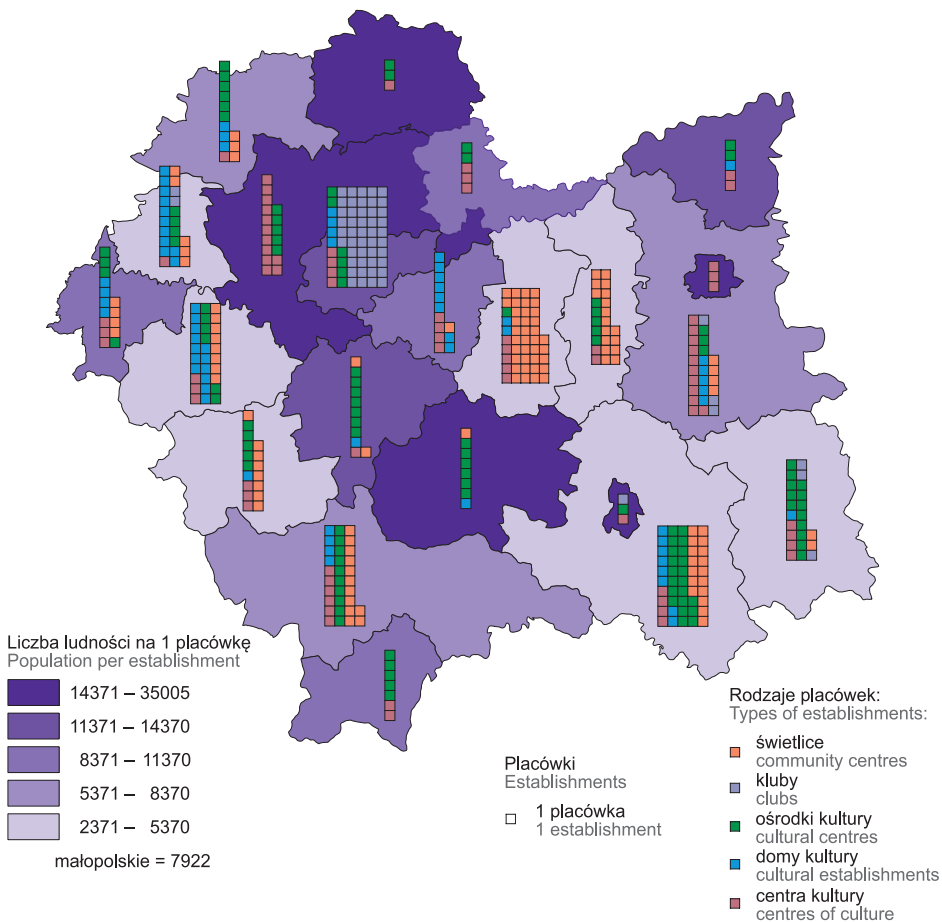 Liczba ludności na 1 placówkę
Population per establishment
14371 – 35005
11371 – 14370
8371 – 11370
5371 – 8370
2371 – 5370
małopolskie = 7922
Placówki
Establishments
1 placówka
1 establishment
Rodzaje placówek:
Types of establishments:
świetlice
community centres
kluby
clubs
ośrodki kultury
cultural centres
domy kultury
cultural establishments
centra kultury
centres of culture